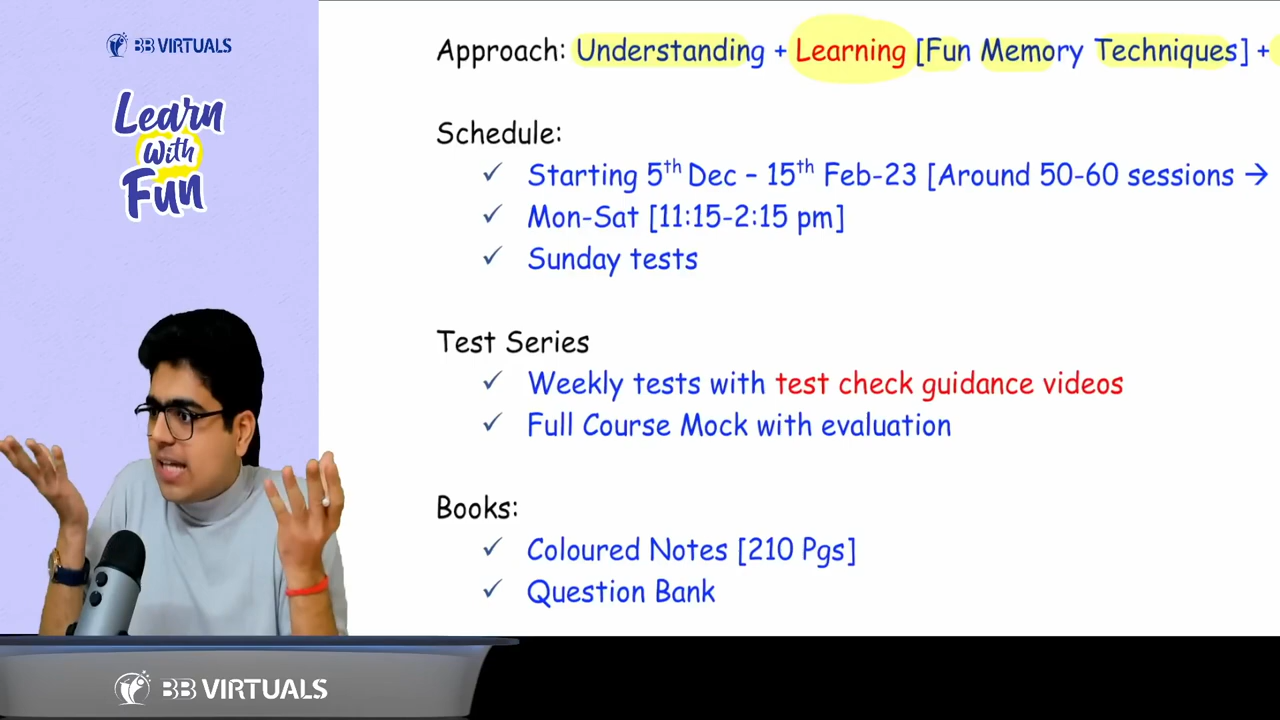 BB VIRTUALS
Learn
With
Fun
Approach: Understanding + Learning [Fun Memory Techniques] +
Schedule:
✓ Starting 5th Dec – 15th Feb-23 [Around 50-60 sessions →
✓ Mon-Sat [11:15-2:15 pm]
✓ Sunday tests
Test Series
✓ Weekly tests with test check guidance videos
✓ Full Course Mock with evaluation
Books:
✓ Coloured Notes [210 Pgs]
✓ Question Bank
BB VIRTUALS